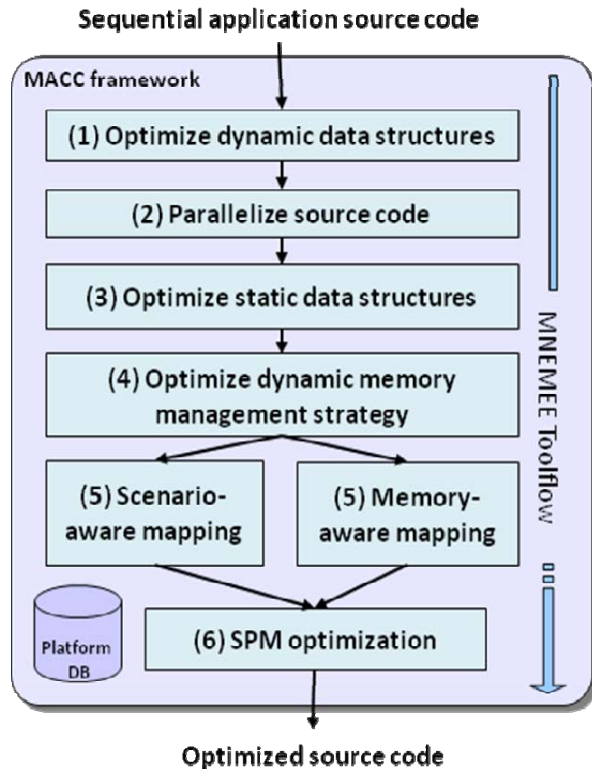 Sequential application source code
MACC framework
(1) Optimize dynamic data structures
(2) Parallelize source code
(3) Optimize static data structures
(4) Optimize dynamic memory
management strategy
(5) Scenario-
aware mapping
(5) Memory-
aware mapping
MNEMEE Toolflow
Platform
DB
(6) SPM optimization
Optimized source code